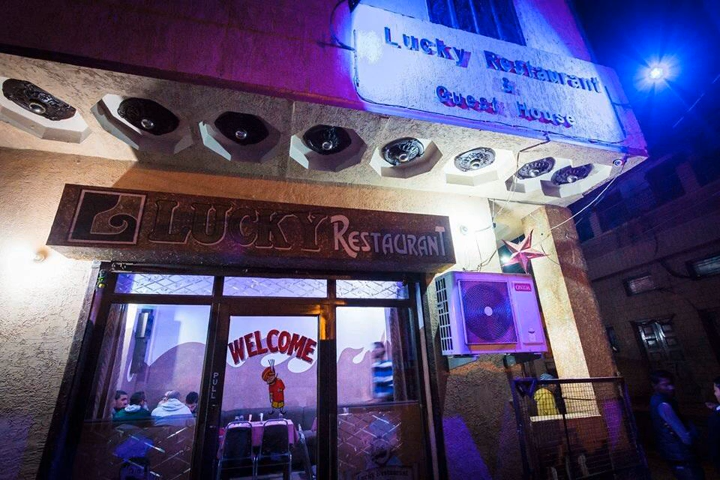 Lucky Restaurant
&
Guest House
LUCKY RESTAURANT
WELCOME
PULL